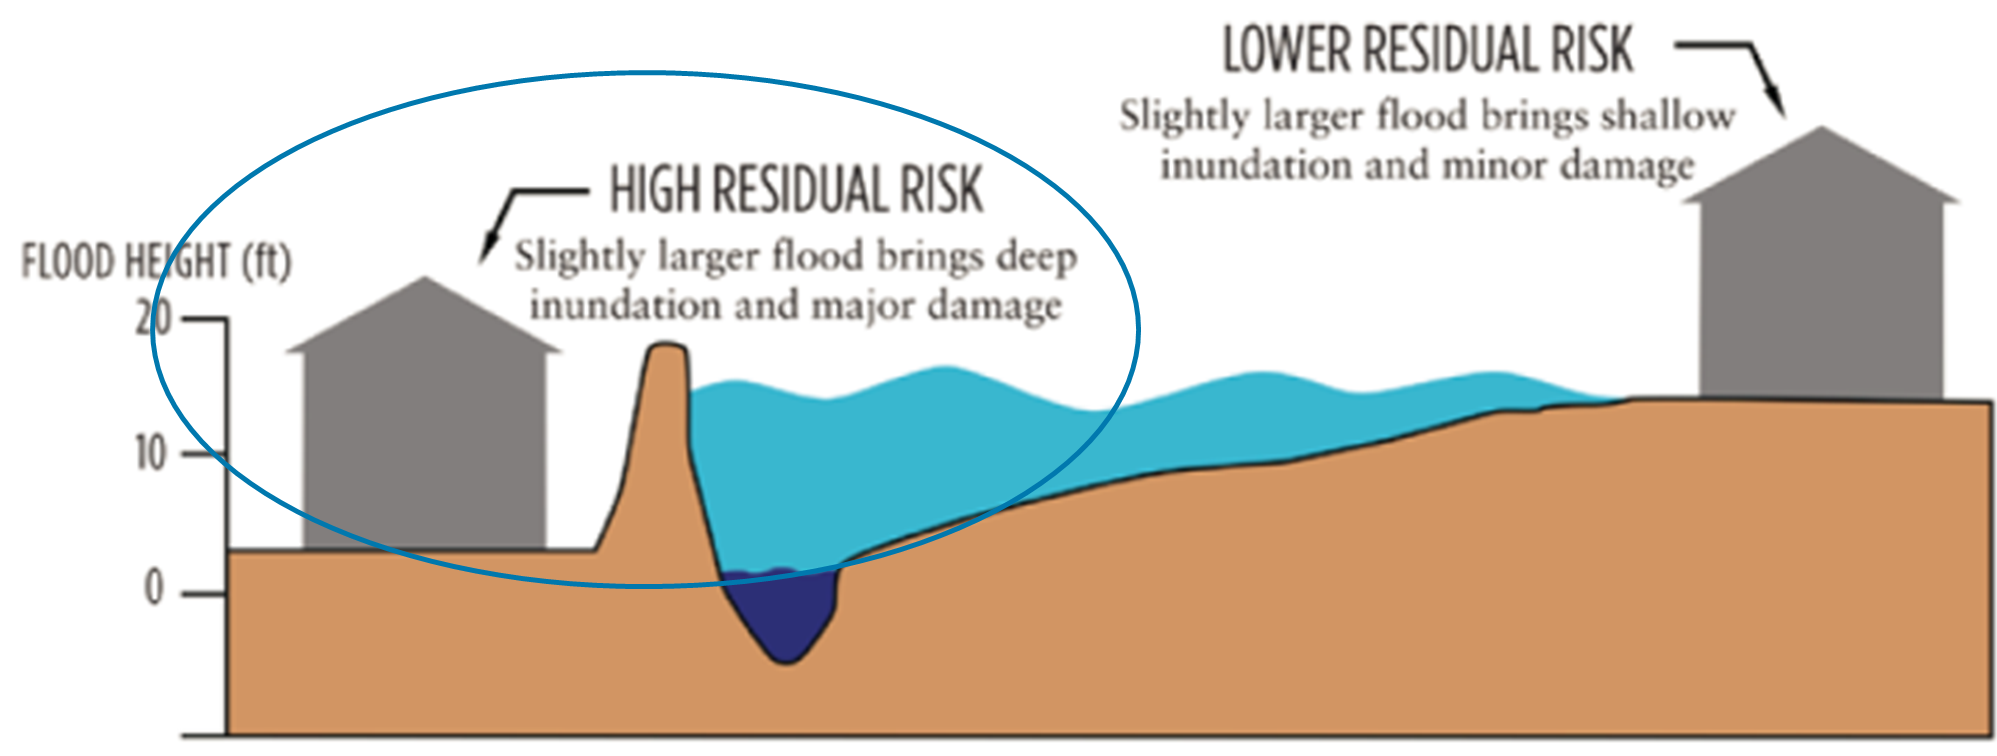 LOWER RESIDUAL RISK
Slightly larger flood brings shallow
inundation and minor damage
HIGH RESIDUAL RISK
Slightly larger flood brings deep
inundation and major damage
FLOOD HEIGHT (ft)
20
10
0